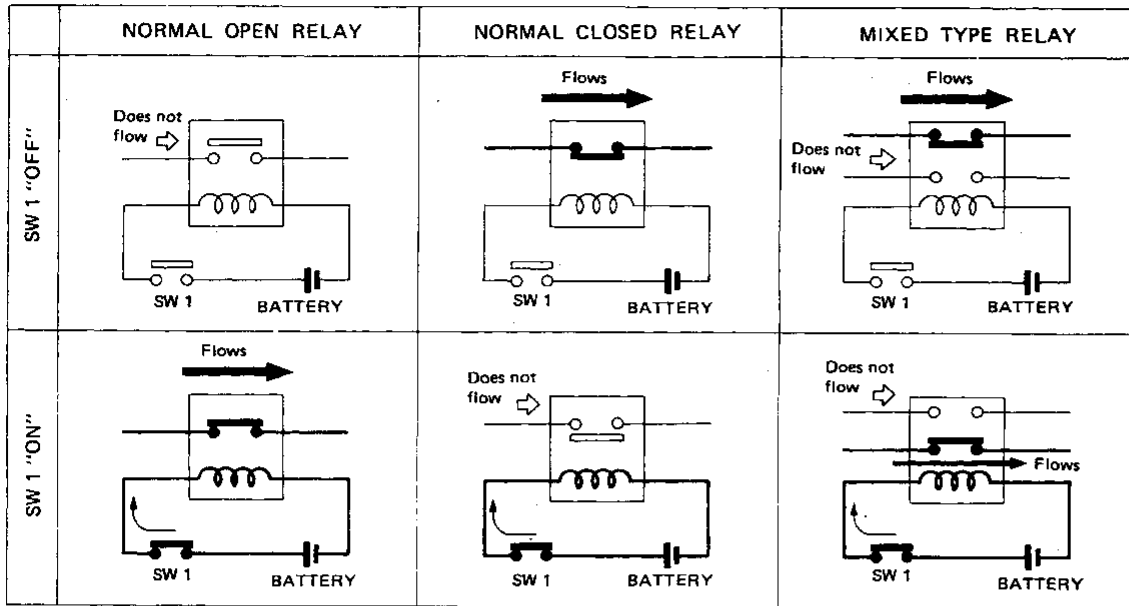 NORMAL OPEN RELAY
NORMAL CLOSED RELAY
MIXED TYPE RELAY
SW 1 "OFF"
Does not
flow
SW 1
BATTERY
Flows
SW 1
BATTERY
Flows
Does not
flow
SW 1
BATTERY
SW 1 "ON"
Flows
SW 1
BATTERY
Does not
flow
SW 1
BATTERY
Does not
flow
Flows
SW 1
BATTERY